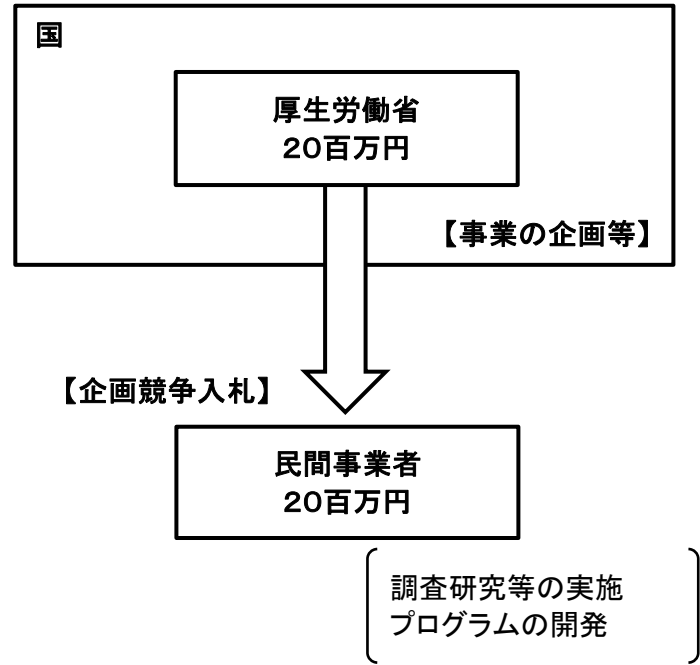 国
厚生労働省
20百万円
【事業の企画等】
【企画競争入札】
民間事業者
20百万円
調査研究等の実施
プログラムの開発